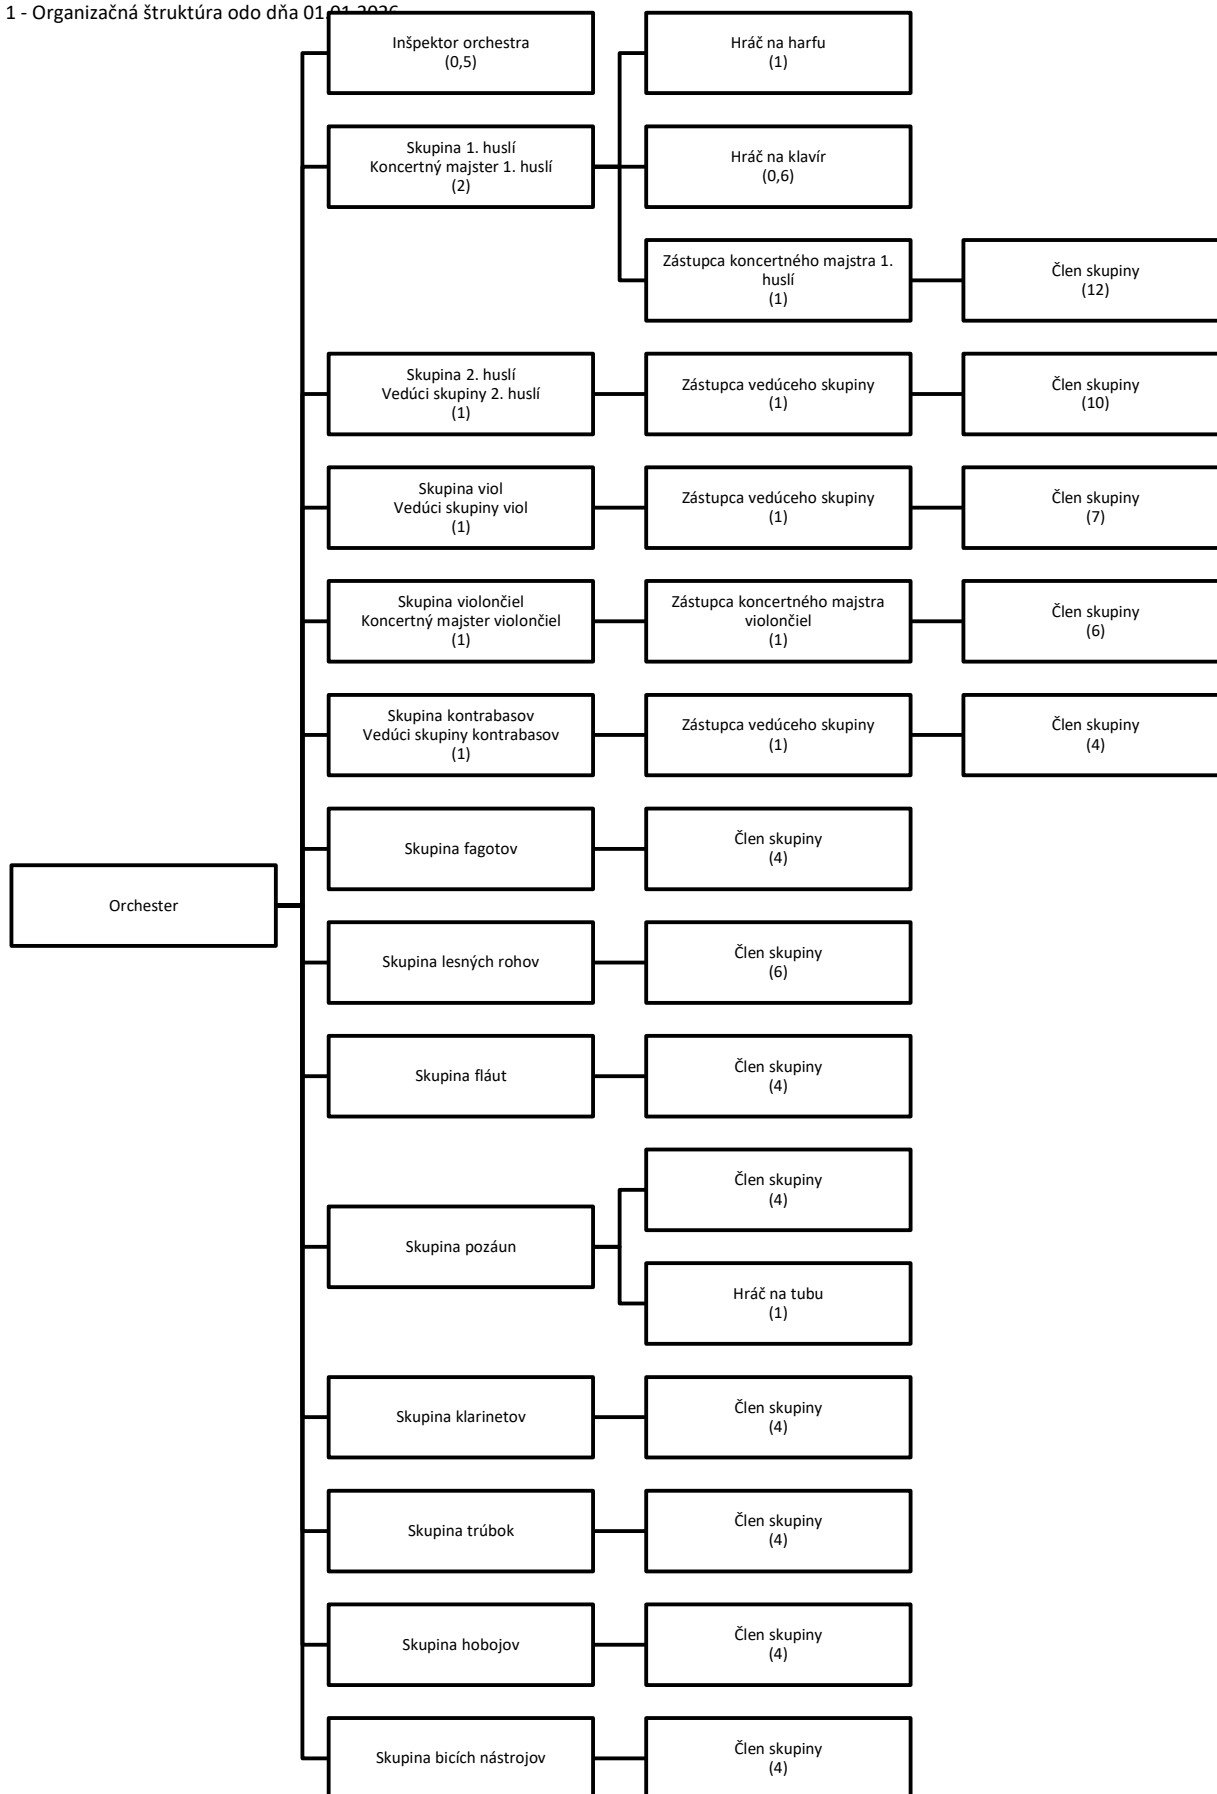 1 - Organizačná štruktúra odo dňa 01.01.2026
Inšpektor orchestra
(0,5)
Hráč na harfu
(1)
Skupina 1. huslí
Koncertný majster 1. huslí
(2)
Hráč na klavír
(0,6)
Zástupca koncertného majstra 1.
huslí
(1)
Člen skupiny
(12)
Skupina 2. huslí
Vedúci skupiny 2. huslí
(1)
Zástupca vedúceho skupiny
(1)
Člen skupiny
(10)
Skupina viol
Vedúci skupiny viol
(1)
Zástupca vedúceho skupiny
(1)
Člen skupiny
(7)
Skupina violončiel
Koncertný majster violončiel
(1)
Zástupca koncertného majstra
violončiel
(1)
Člen skupiny
(6)
Skupina kontrabasov
Vedúci skupiny kontrabasov
(1)
Zástupca vedúceho skupiny
(1)
Člen skupiny
(4)
Skupina fagotov
Člen skupiny
(4)
Orchester
Skupina lesných rohov
Člen skupiny
(6)
Skupina fláut
Člen skupiny
(4)
Skupina pozáun
Člen skupiny
(4)
Hráč na tubu
(1)
Skupina klarinetov
Člen skupiny
(4)
Skupina trúbok
Člen skupiny
(4)
Skupina hobojov
Člen skupiny
(4)
Skupina bicích nástrojov
Člen skupiny
(4)